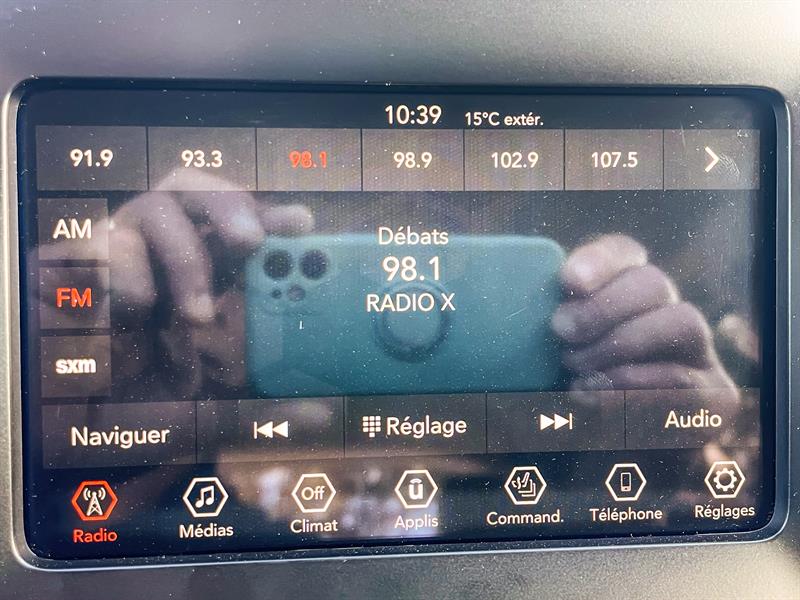 10:39 15°C extér.
91.9 93.3 98.1 98.9 102.9 107.5
AM
Débats
98.1
FM
RADIO X
sxm
Naviguer Réglage Audio
Off
Radio Médias Climat Applis Command. Téléphone Réglages